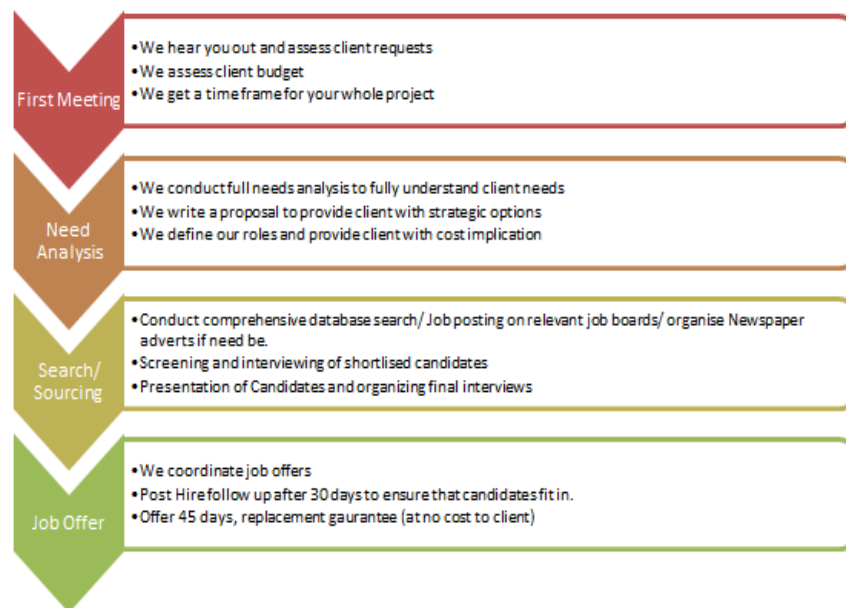 First Meeting
•We hear you out and assess client requests
•We assess client budget
•We get a time frame for your whole project
Need
Analysis
•We conduct full needs analysis to fully understand client needs
•We write a proposal to provide client with strategic options
•We define our roles and provide client with cost implication
Search/
Sourcing
•Conduct comprehensive database search/ Job posting on relevant job boards/ organise Newspaper
adverts if need be.
•Screening and interviewing of shortlised candidates
•Presentation of Candidates and organizing final interviews
Job Offer
•We coordinate job offers
•Post Hire follow up after 30 days to ensure that candidates fit in.
•Offer 45 days, replacement gaurantee (at no cost to client)